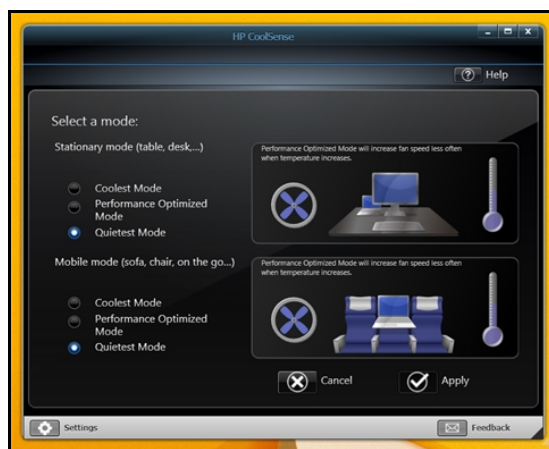 HP CoolSense
Help
Select a mode:
Stationary mode (table, desk,...)
Coolest Mode
Performance Optimized
Mode
Quietest Mode
Performance Optimized Mode will increase fan speed less often
when temperature increases.
Mobile mode (sofa, chair, on the go...)
Coolest Mode
Performance Optimized
Mode
Quietest Mode
Performance Optimized Mode will increase fan speed less often
when temperature increases.
Cancel
Apply
Settings
Feedback